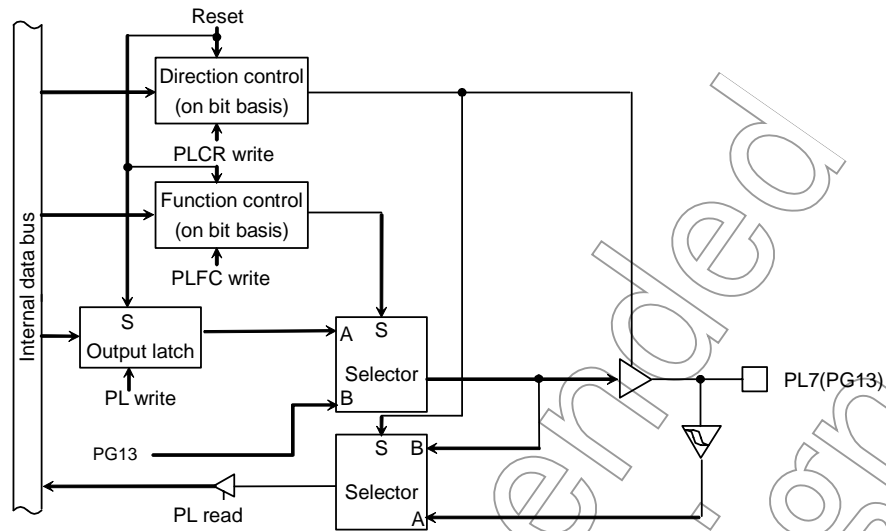 Reset
Direction control
(on bit basis)
PLCR write
Function control
(on bit basis)
PLFC write
Internal data bus
S
Output latch
PL write
A
S
Selector
B
PG13
PL7(PG13)
S
B
Selector
A
PL read
ended